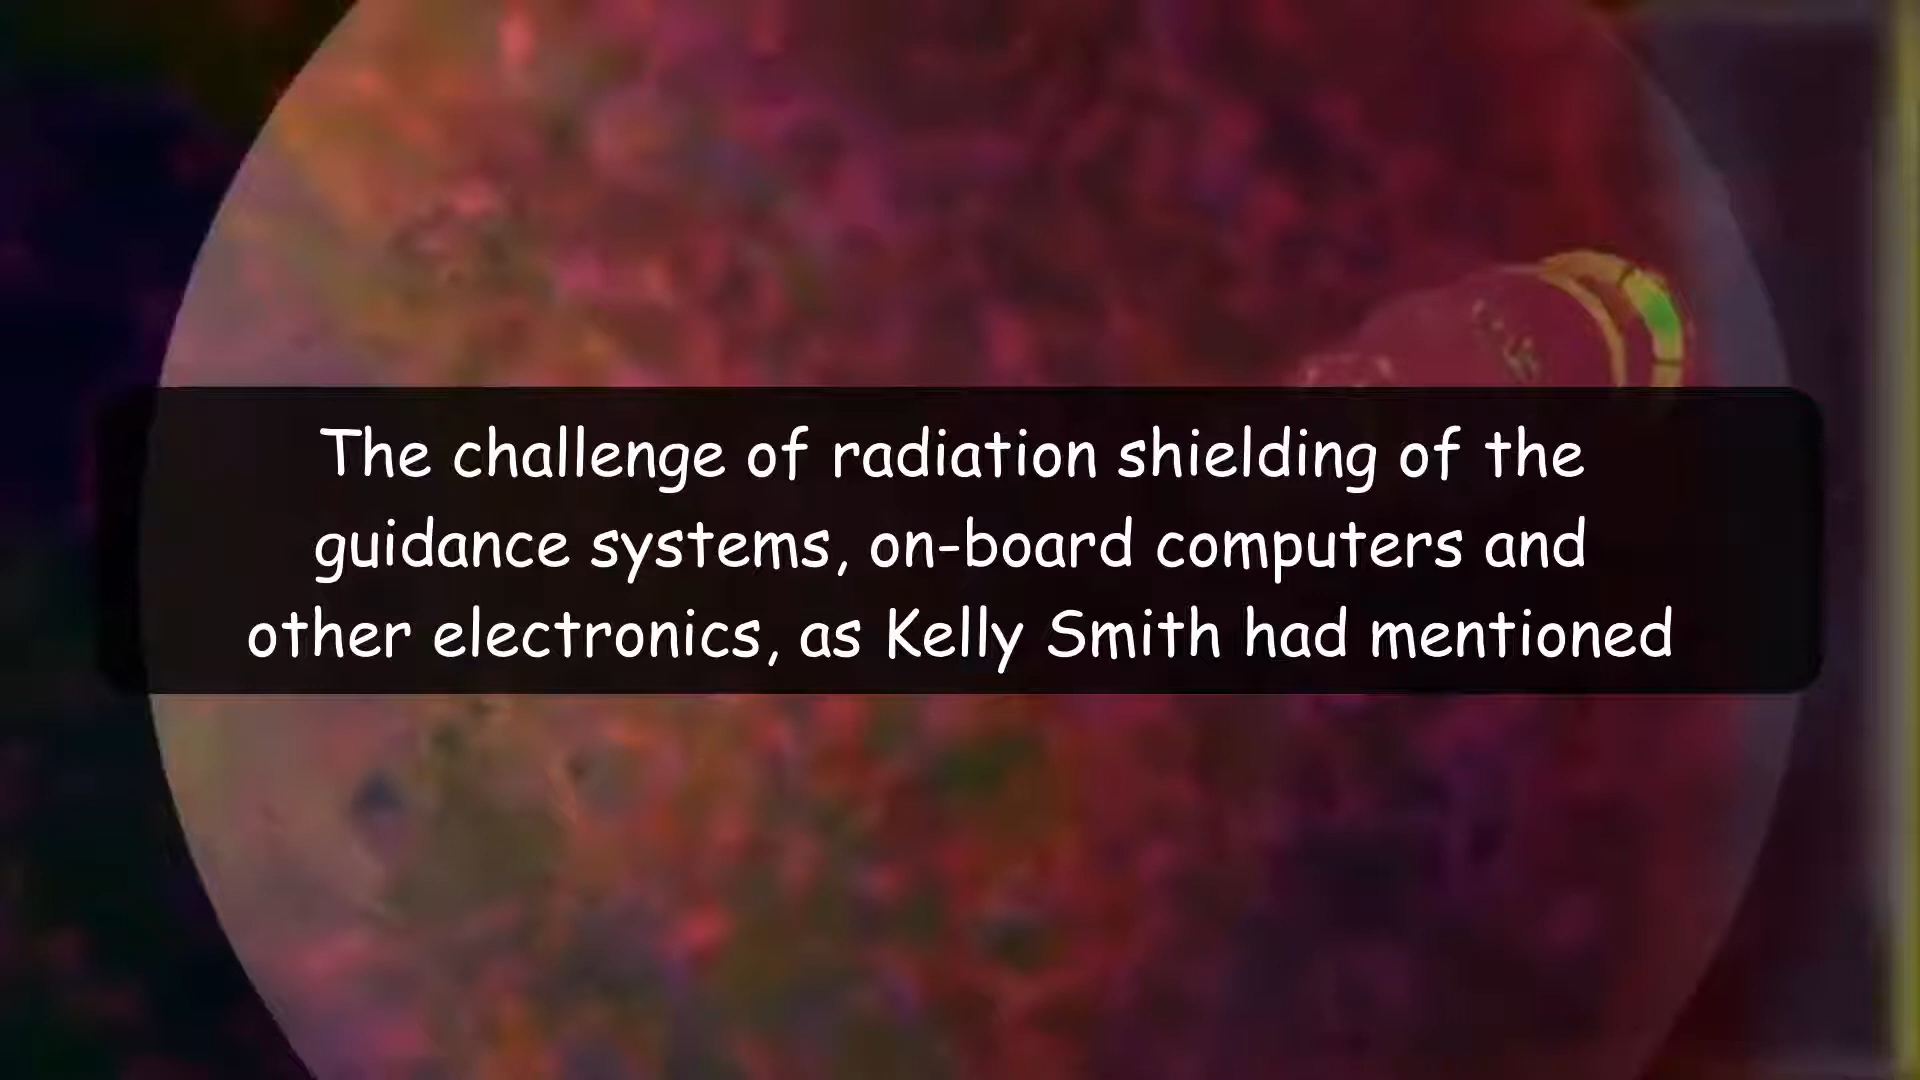 The challenge of radiation shielding of the
guidance systems, on-board computers and
other electronics, as Kelly Smith had mentioned